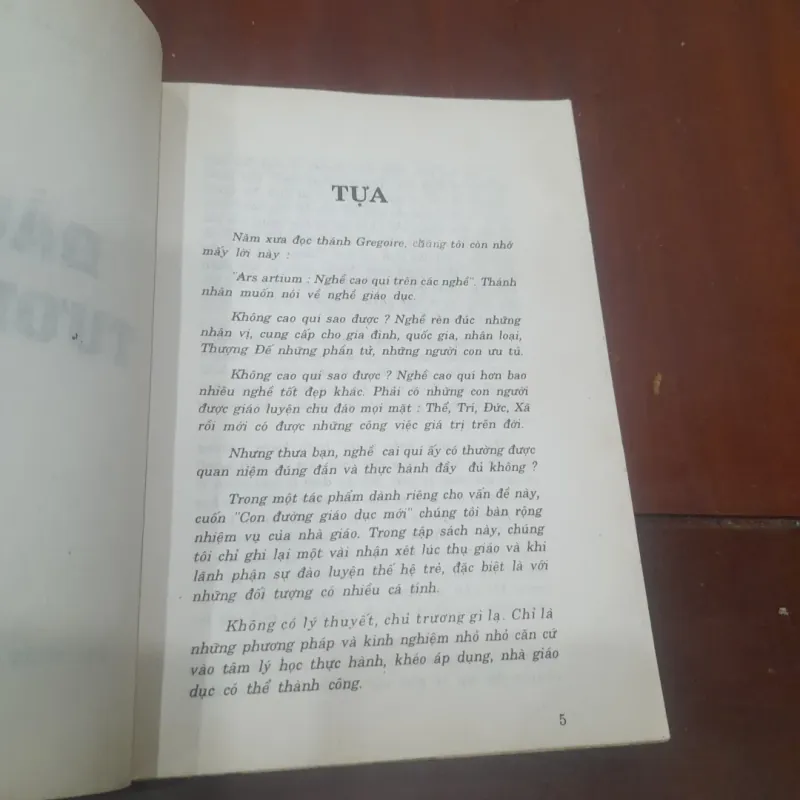 TỰA
Năm xưa đọc thánh Gregoire, chúng tôi còn nhớ
mấy lời này :
"Ars artium : Nghề cao qui trên các nghề". Thánh
nhân muốn nói về nghề giáo dục.
Không cao qui sao được ? Nghề rèn đúc những
nhân vị, cung cấp cho gia đình, quốc gia, nhân loại,
Thượng Đế những phần tử, những người con ưu tú.
Không cao qui sao được ? Nghề cao qui hơn bao
nhiêu nghề tốt đẹp khác. Phải có những con người
được giáo luyện chu đáo mọi mặt : Thể, Trí, Đức, Xã
rồi mới có được những công việc giá trị trên đời.
Nhưng thưa bạn, nghề cai qui ấy có thường được
quan niệm đúng đắn và thực hành đầy đủ không ?
Trong một tác phẩm dành riêng cho vấn đề này,
cuốn "Con đường giáo dục mới" chúng tôi bàn rộng
nhiệm vụ của nhà giáo. Trong tập sách này, chúng
tôi chỉ ghi lại một vài nhận xét lúc thụ giáo và khi
lãnh phận sự đào luyện thế hệ trẻ, đặc biệt là với
những đối tượng có nhiều cá tính.
Không cố lý thuyết, chủ trương gì lạ. Chỉ là
những phương pháp và kinh nghiệm nhỏ nhỏ căn cứ
vào tâm lý học thực hành, khéo áp dụng, nhà giáo
dục có thể thành công.
5